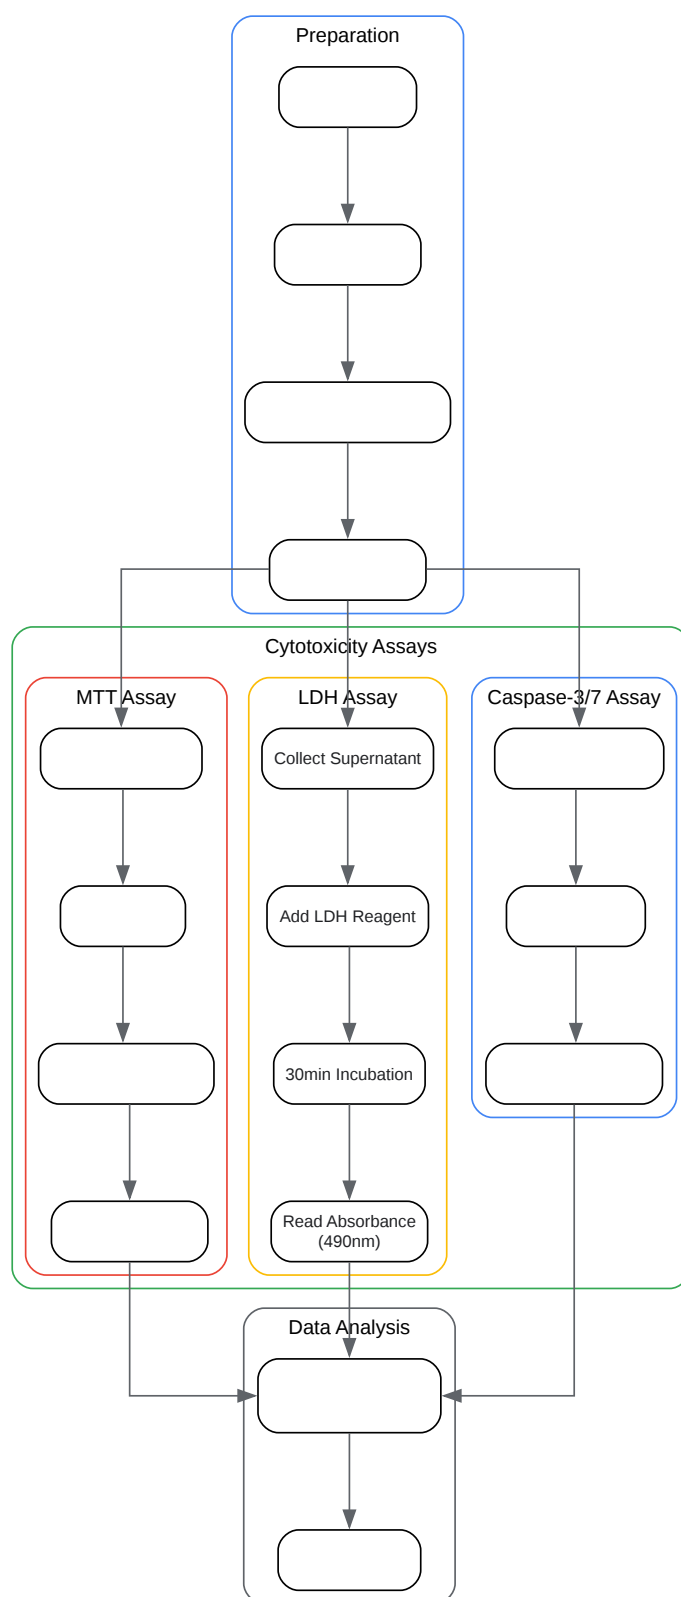 Preparation
Cytotoxicity Assays
MTT Assay
LDH Assay
Caspase-3/7 Assay
Collect Supernatant
Add LDH Reagent
30min Incubation
Read Absorbance
(490nm)
Data Analysis